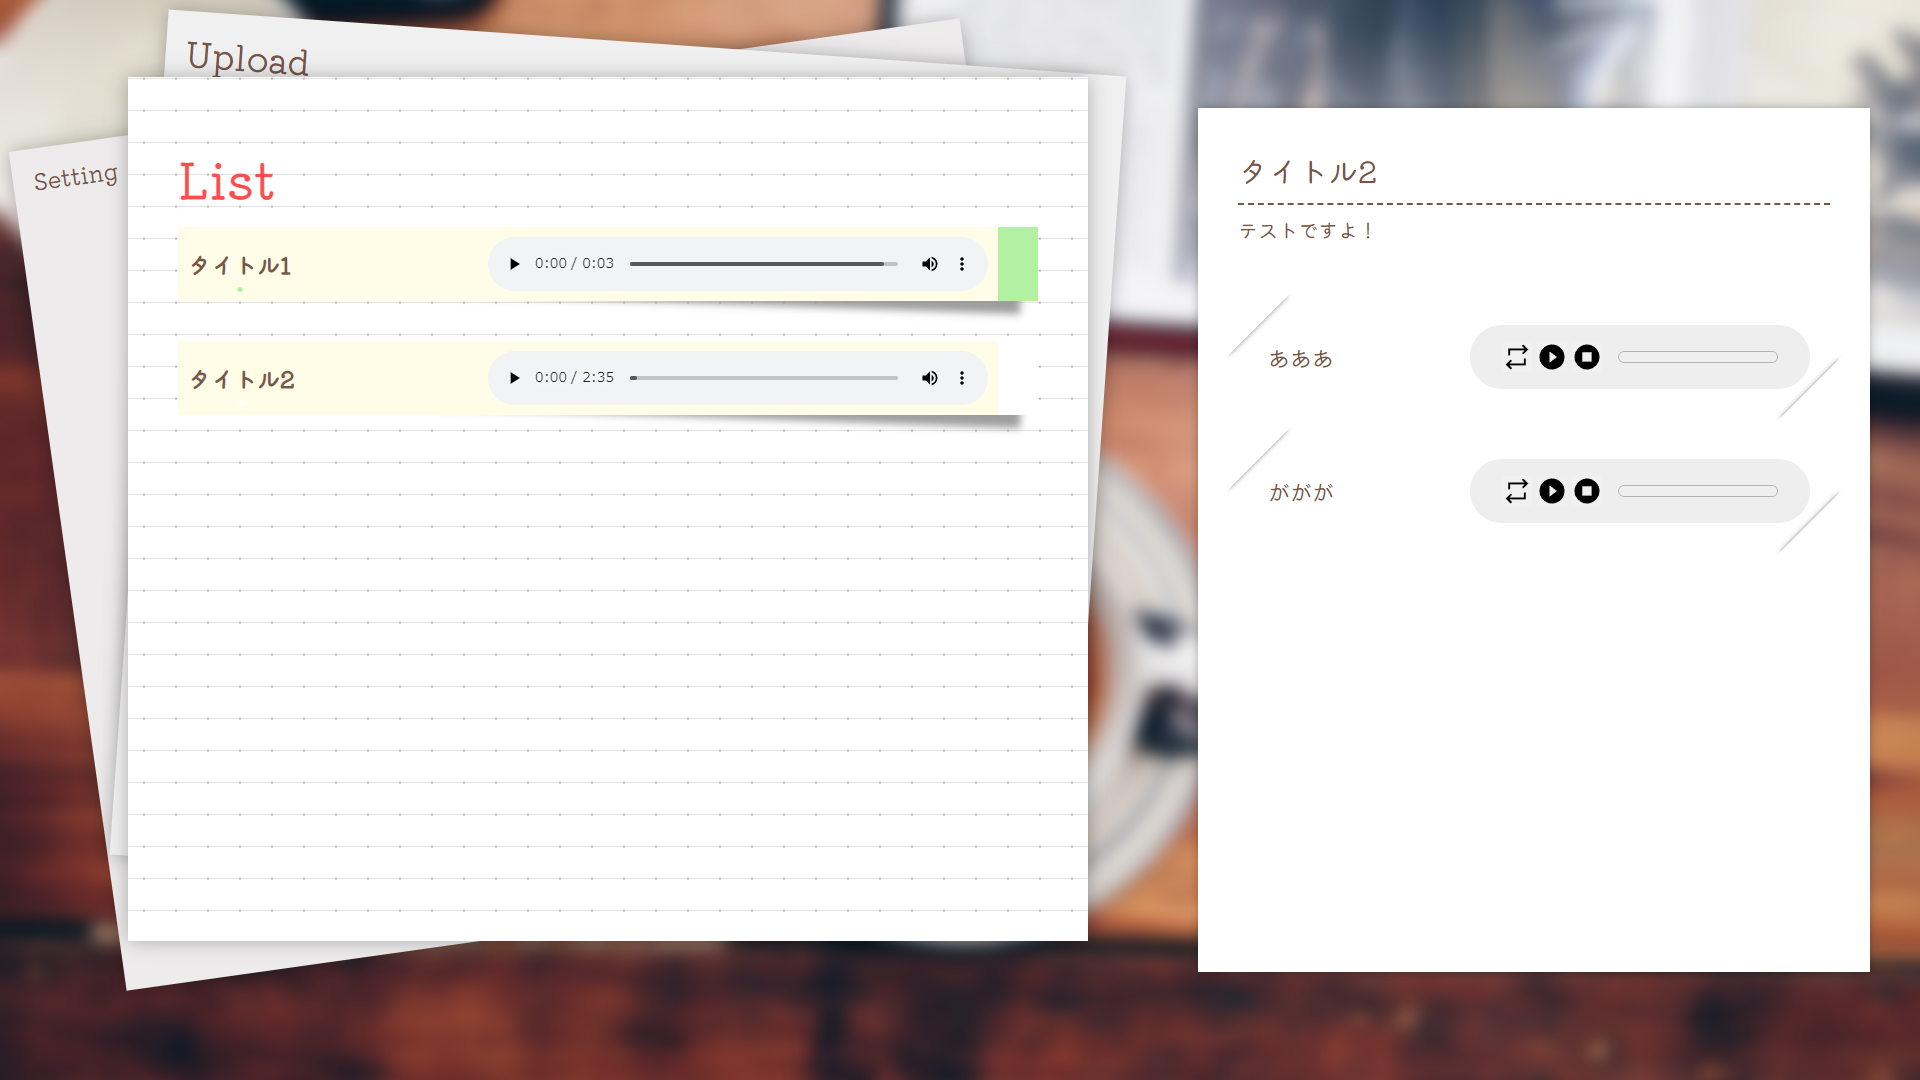 Upload
Setting
List
タイトル1
0:00 / 0:03
タイトル2
0:00 / 2:35
タイトル2
テストですよ！
あああ
ががが